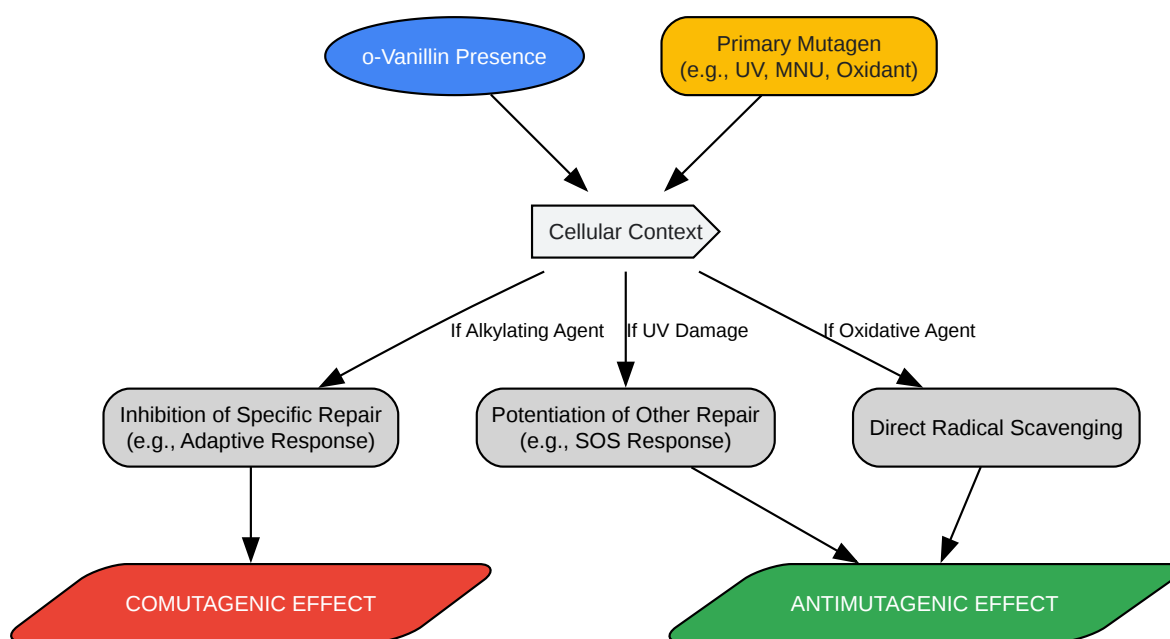 o-Vanillin Presence
Primary Mutagen
(e.g., UV, MNU, Oxidant)
Cellular Context
If Alkylating Agent
If UV Damage
If Oxidative Agent
Inhibition of Specific Repair
(e.g., Adaptive Response)
Potentiation of Other Repair
(e.g., SOS Response)
Direct Radical Scavenging
COMUTAGENIC EFFECT
ANTIMUTAGENIC EFFECT